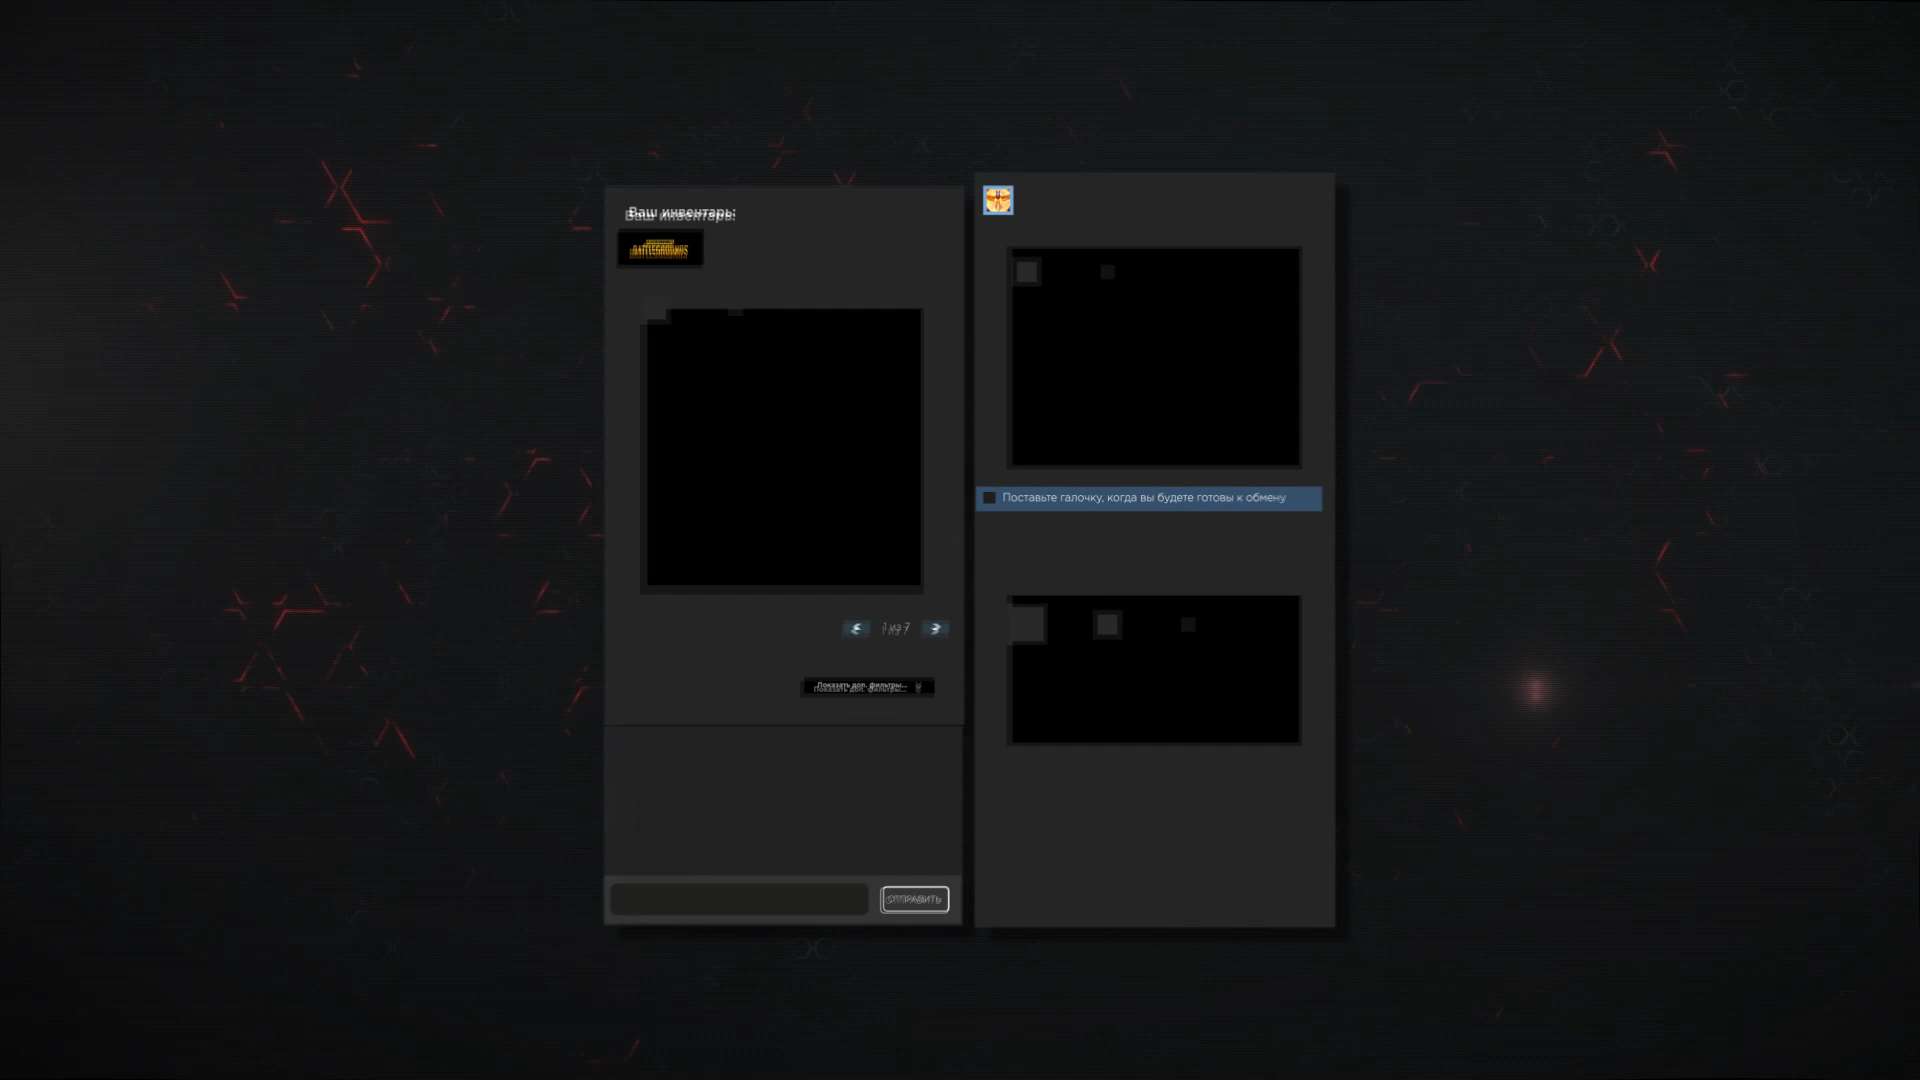 Ваш инвентарь:
BATTLEGROUNDS
1 из 7
Показать доп. фильтры...
ОТПРАВИТЬ
Поставьте галочку, когда вы будете готовы к обмену